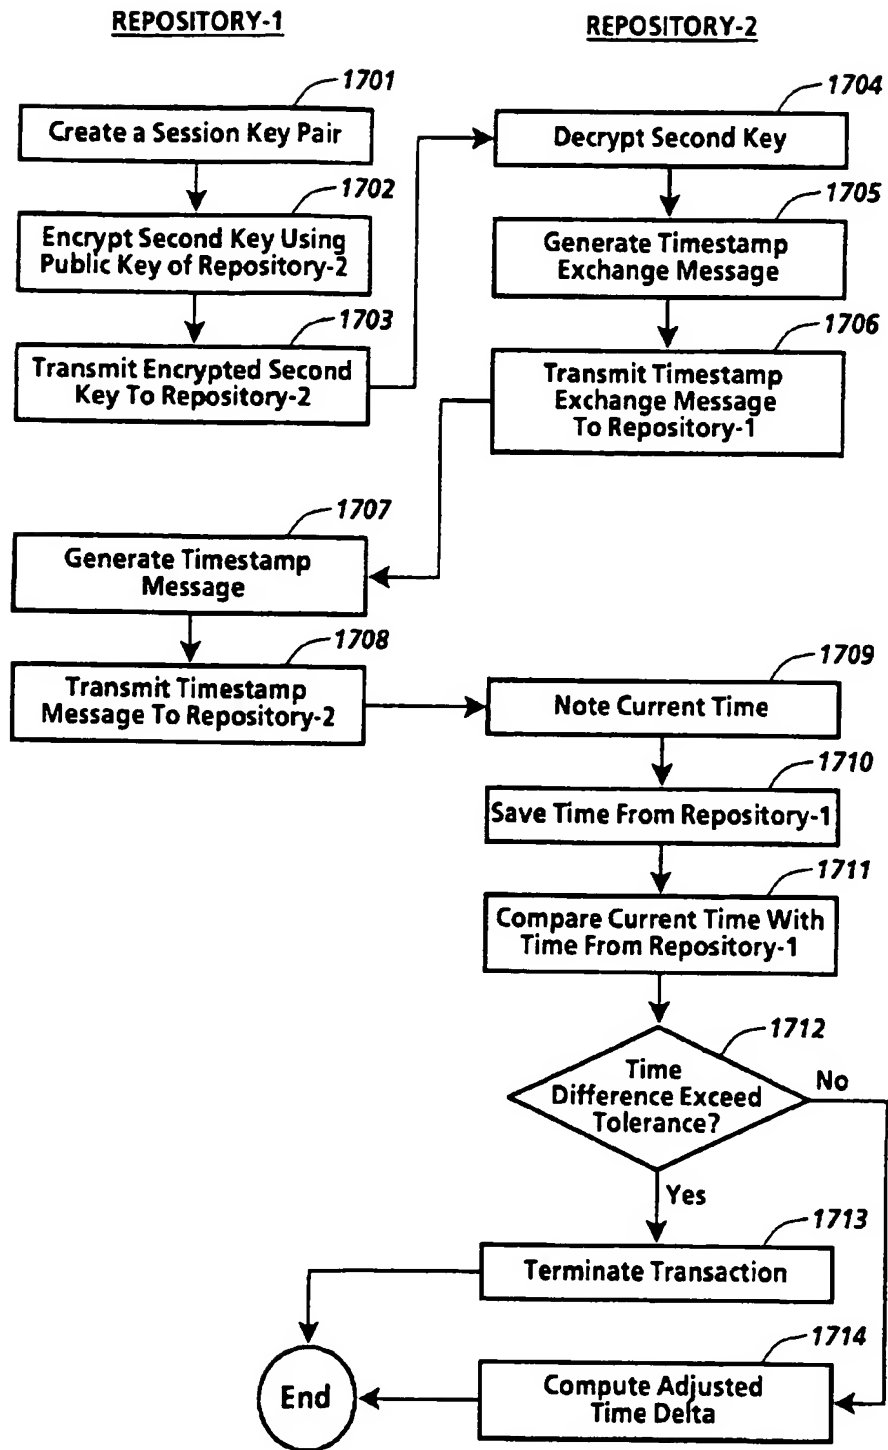 REPOSITORY-1
REPOSITORY-2
1701
Create a Session Key Pair
1702
Encrypt Second Key Using
Public Key of Repository-2
1703
Transmit Encrypted Second
Key To Repository-2
1704
Decrypt Second Key
1705
Generate Timestamp
Exchange Message
1706
Transmit Timestamp
Exchange Message
To Repository-1
1707
Generate Timestamp
Message
1708
Transmit Timestamp
Message To Repository-2
1709
Note Current Time
1710
Save Time From Repository-1
1711
Compare Current Time With
Time From Repository-1
1712
Time
Difference Exceed
Tolerance?
No
Yes
1713
Terminate Transaction
1714
Compute Adjusted
Time Delta
End